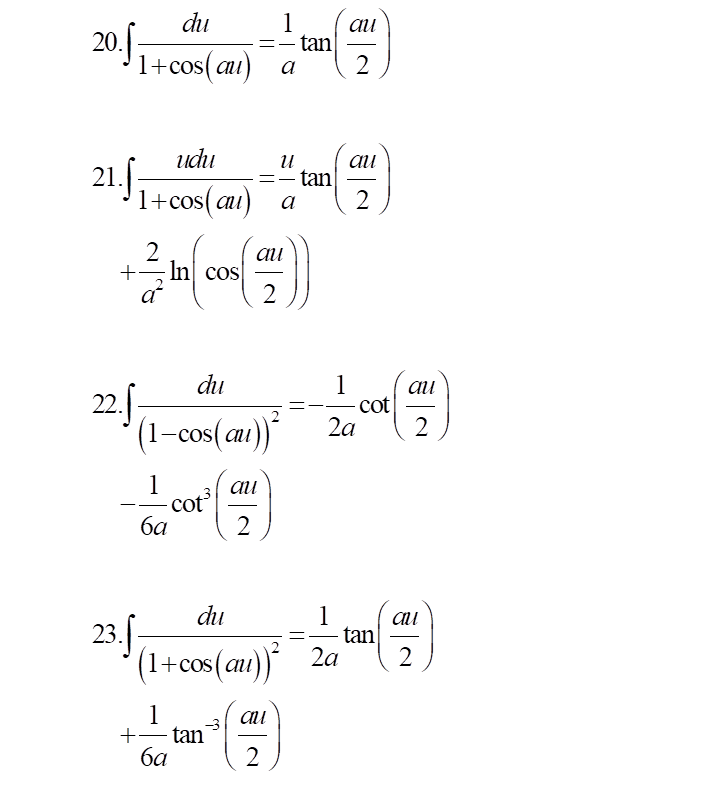 20. ∫ du/(1+cos(au)) = 1/a tan(au/2)
21. ∫ udu/(1+cos(au)) = u/a tan(au/2)
+ 2/a² ln(cos(au/2))
22. ∫ du/(1−cos(au))² = − 1/2a cot(au/2)
− 1/6a cot³(au/2)
23. ∫ du/(1+cos(au))² = 1/2a tan(au/2)
+ 1/6a tan⁻³(au/2)